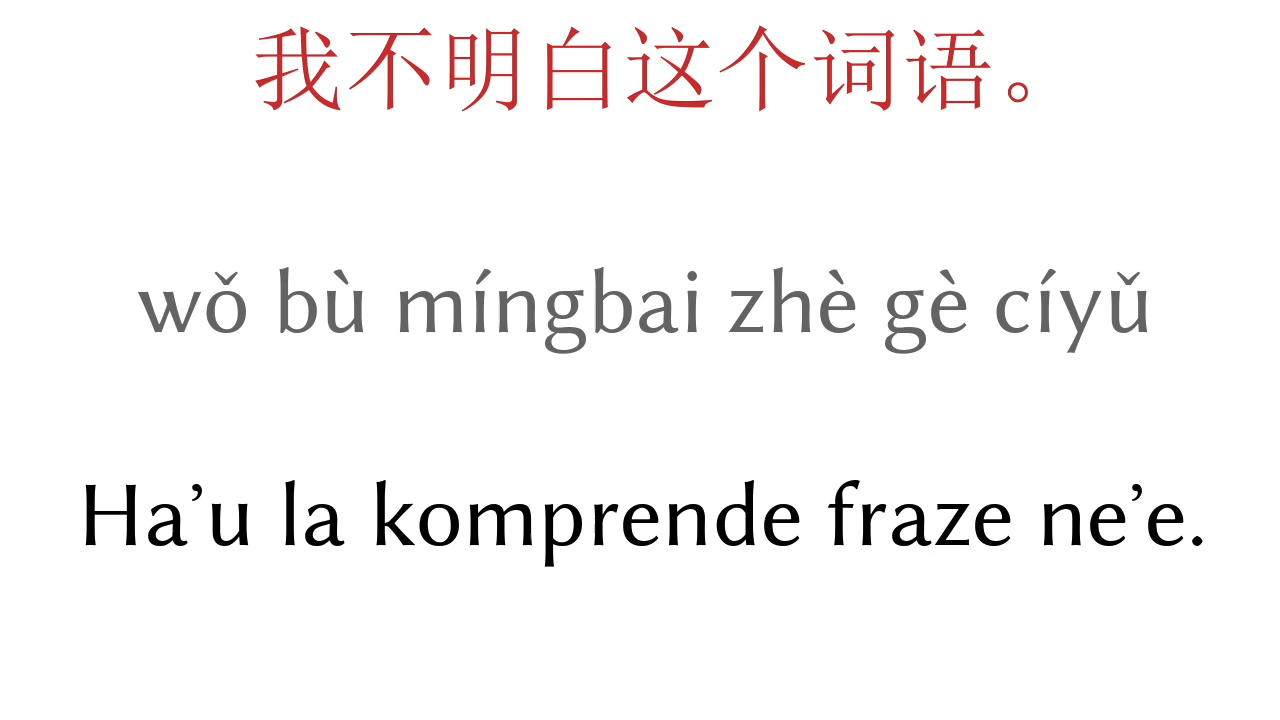 我不明白这个词语。
wǒ bù míngbai zhè gè cíyǔ
Ha’u la komprende fraze ne’e.